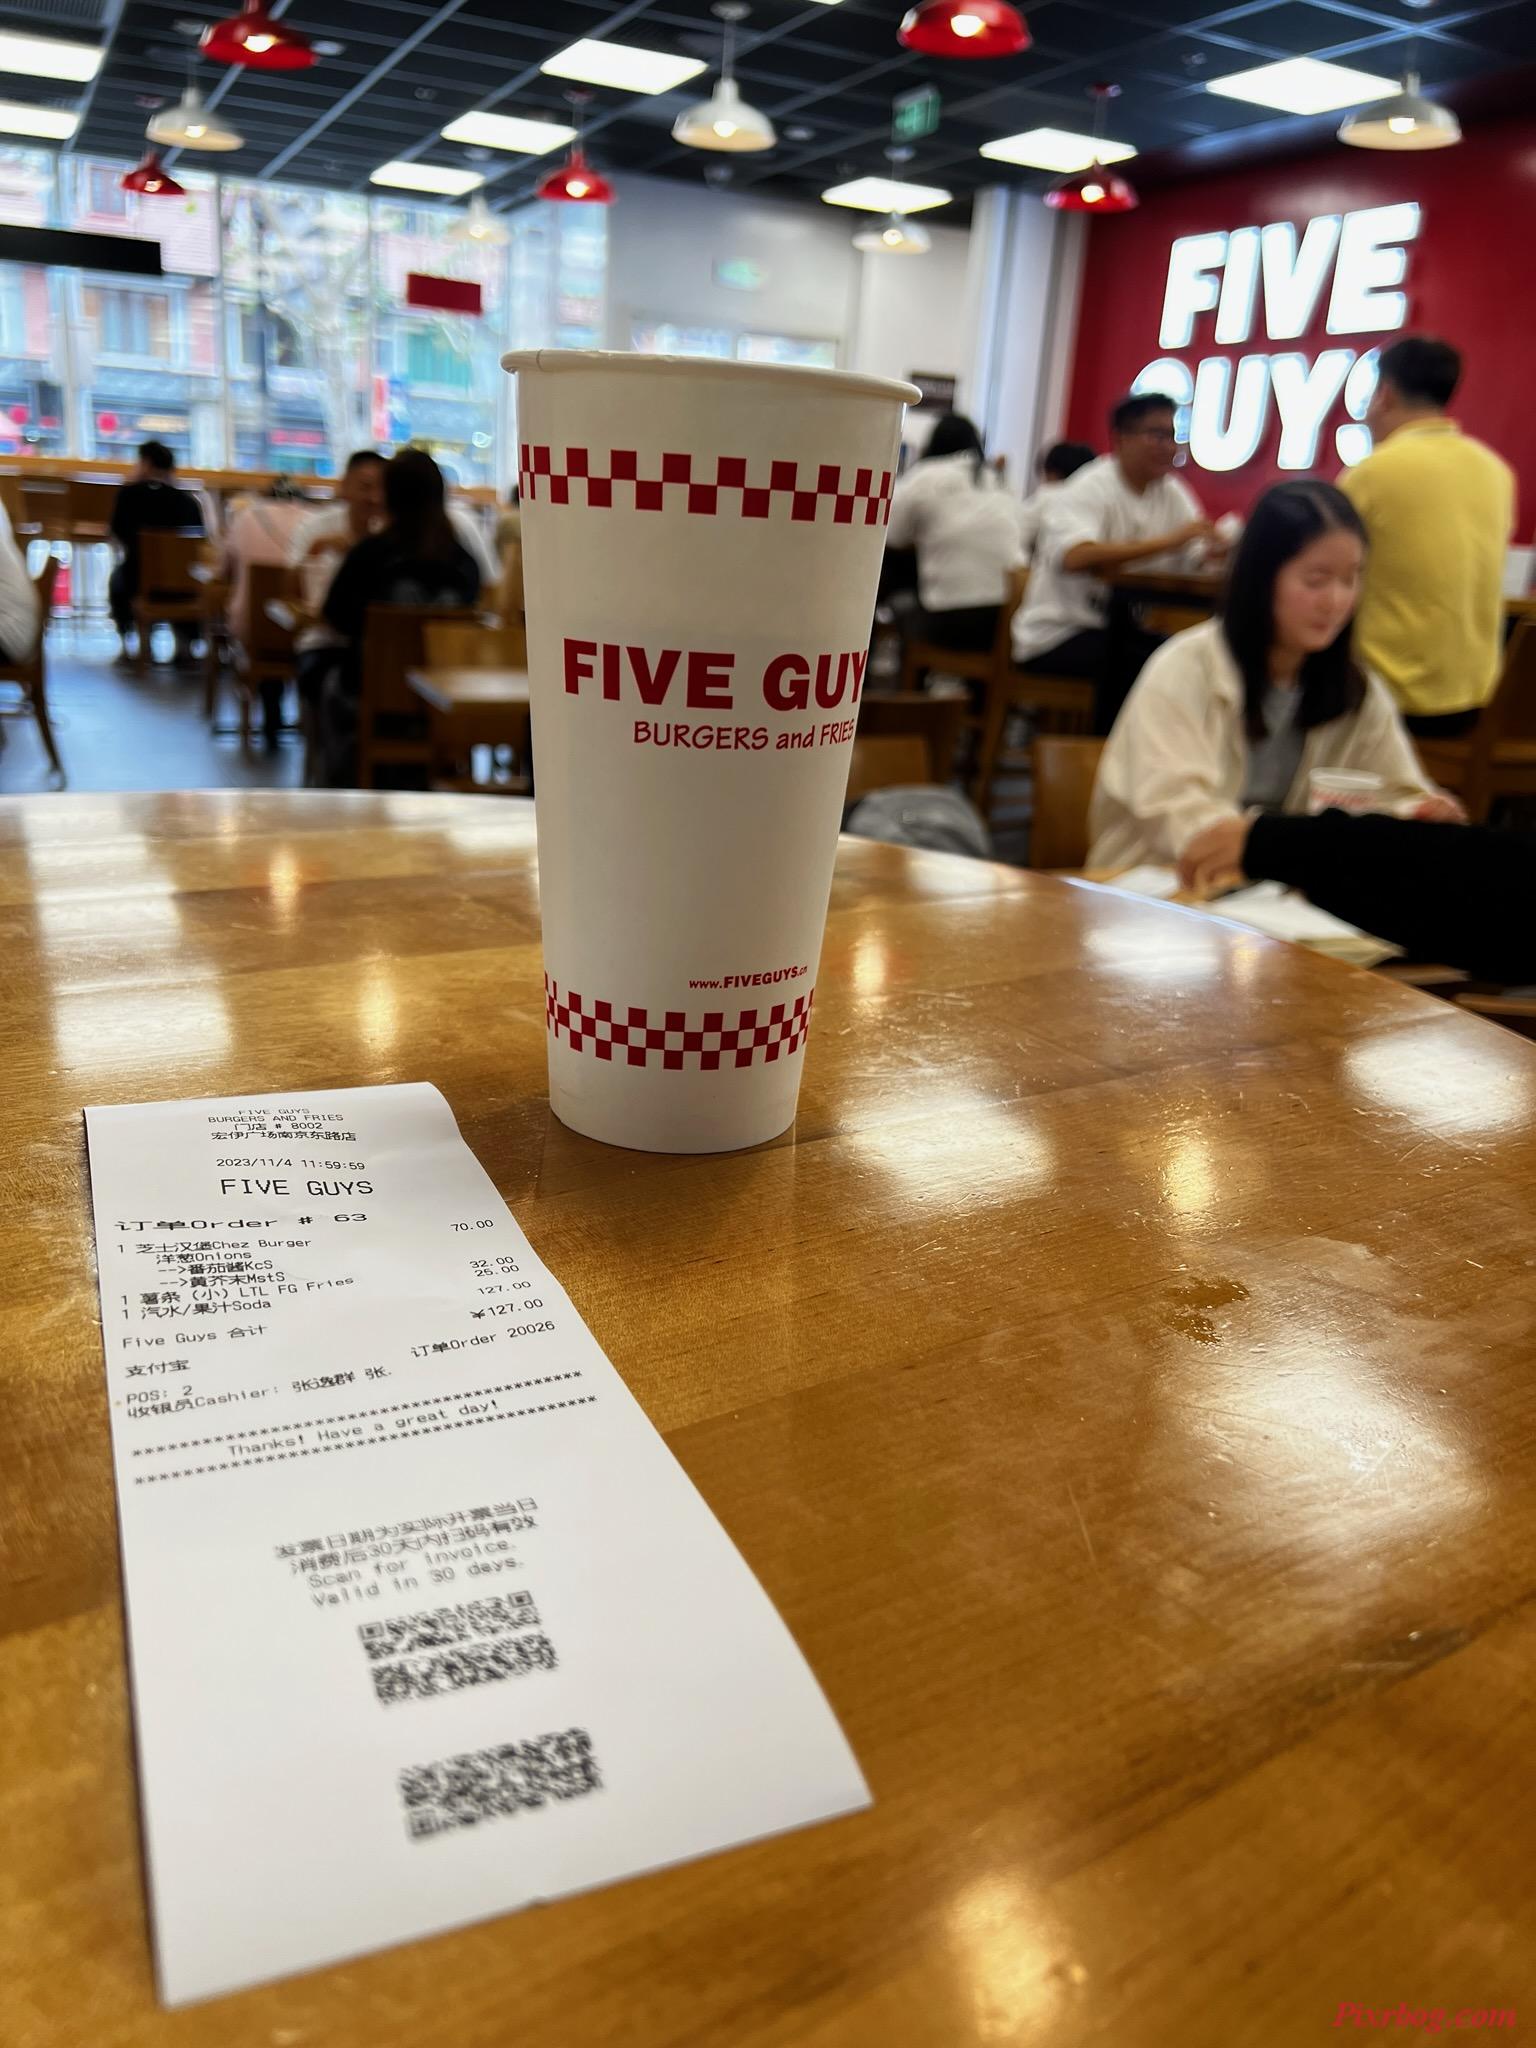 FIVE
GUYS
FIVE GUY
BURGERS and FRIES
www.FIVEGUYS.cn
FIVE GUYS
BURGERS AND FRIES
门店 # 8002
宏伊广场南京东路店
2023/11/4 11:59:59
FIVE GUYS
订单Order # 63
1 芝士汉堡Chez Burger 70.00
洋葱Onions
-->番茄酱KcS
-->黄芥末MstS
1 薯条（小）LTL FG Fries 32.00
1 汽水/果汁Soda 25.00
Five Guys 合计 127.00
支付宝 ¥127.00
POS: 2 订单Order 20026
收银员Cashier: 张逸群 张.
****************************************
Thanks! Have a great day!
****************************************
发票日期为实际开票当日
消费后30天内扫码有效
Scan for invoice.
Valid in 30 days.
Pixrbog.com